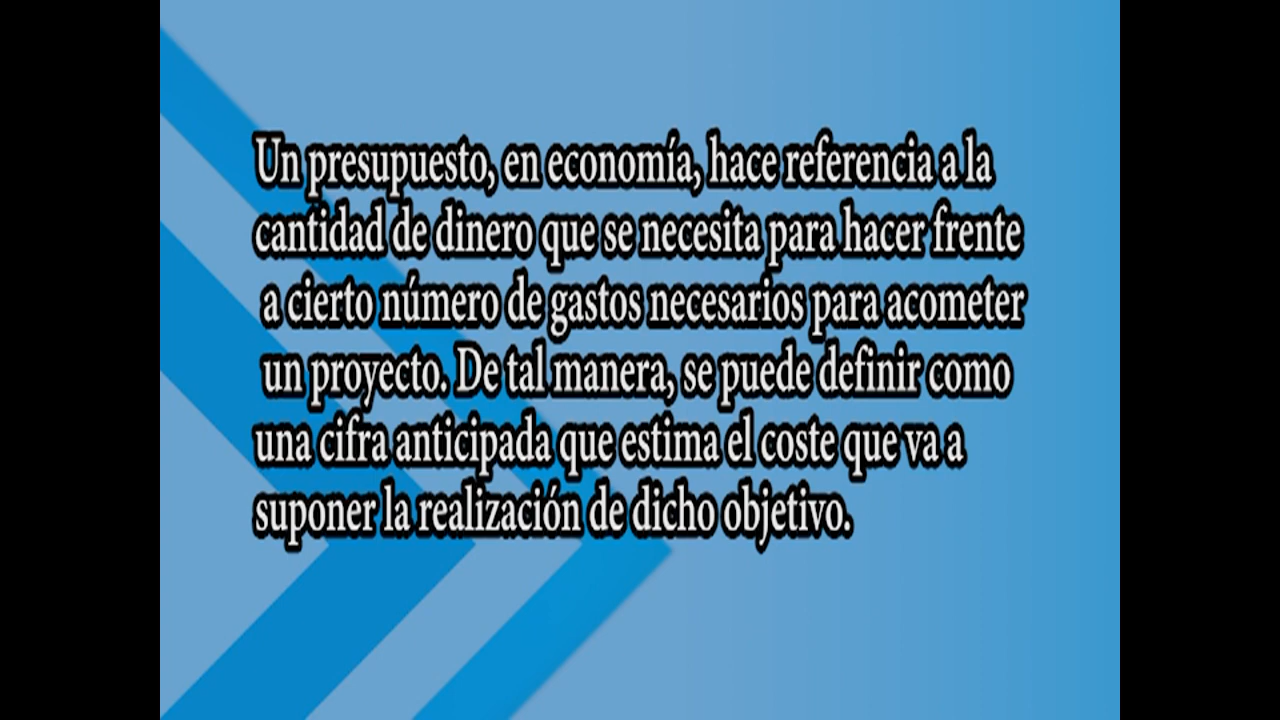 Un presupuesto, en economía, hace referencia a la
cantidad de dinero que se necesita para hacer frente
a cierto número de gastos necesarios para acometer
un proyecto. De tal manera, se puede definir como
una cifra anticipada que estima el coste que va a
suponer la realización de dicho objetivo.